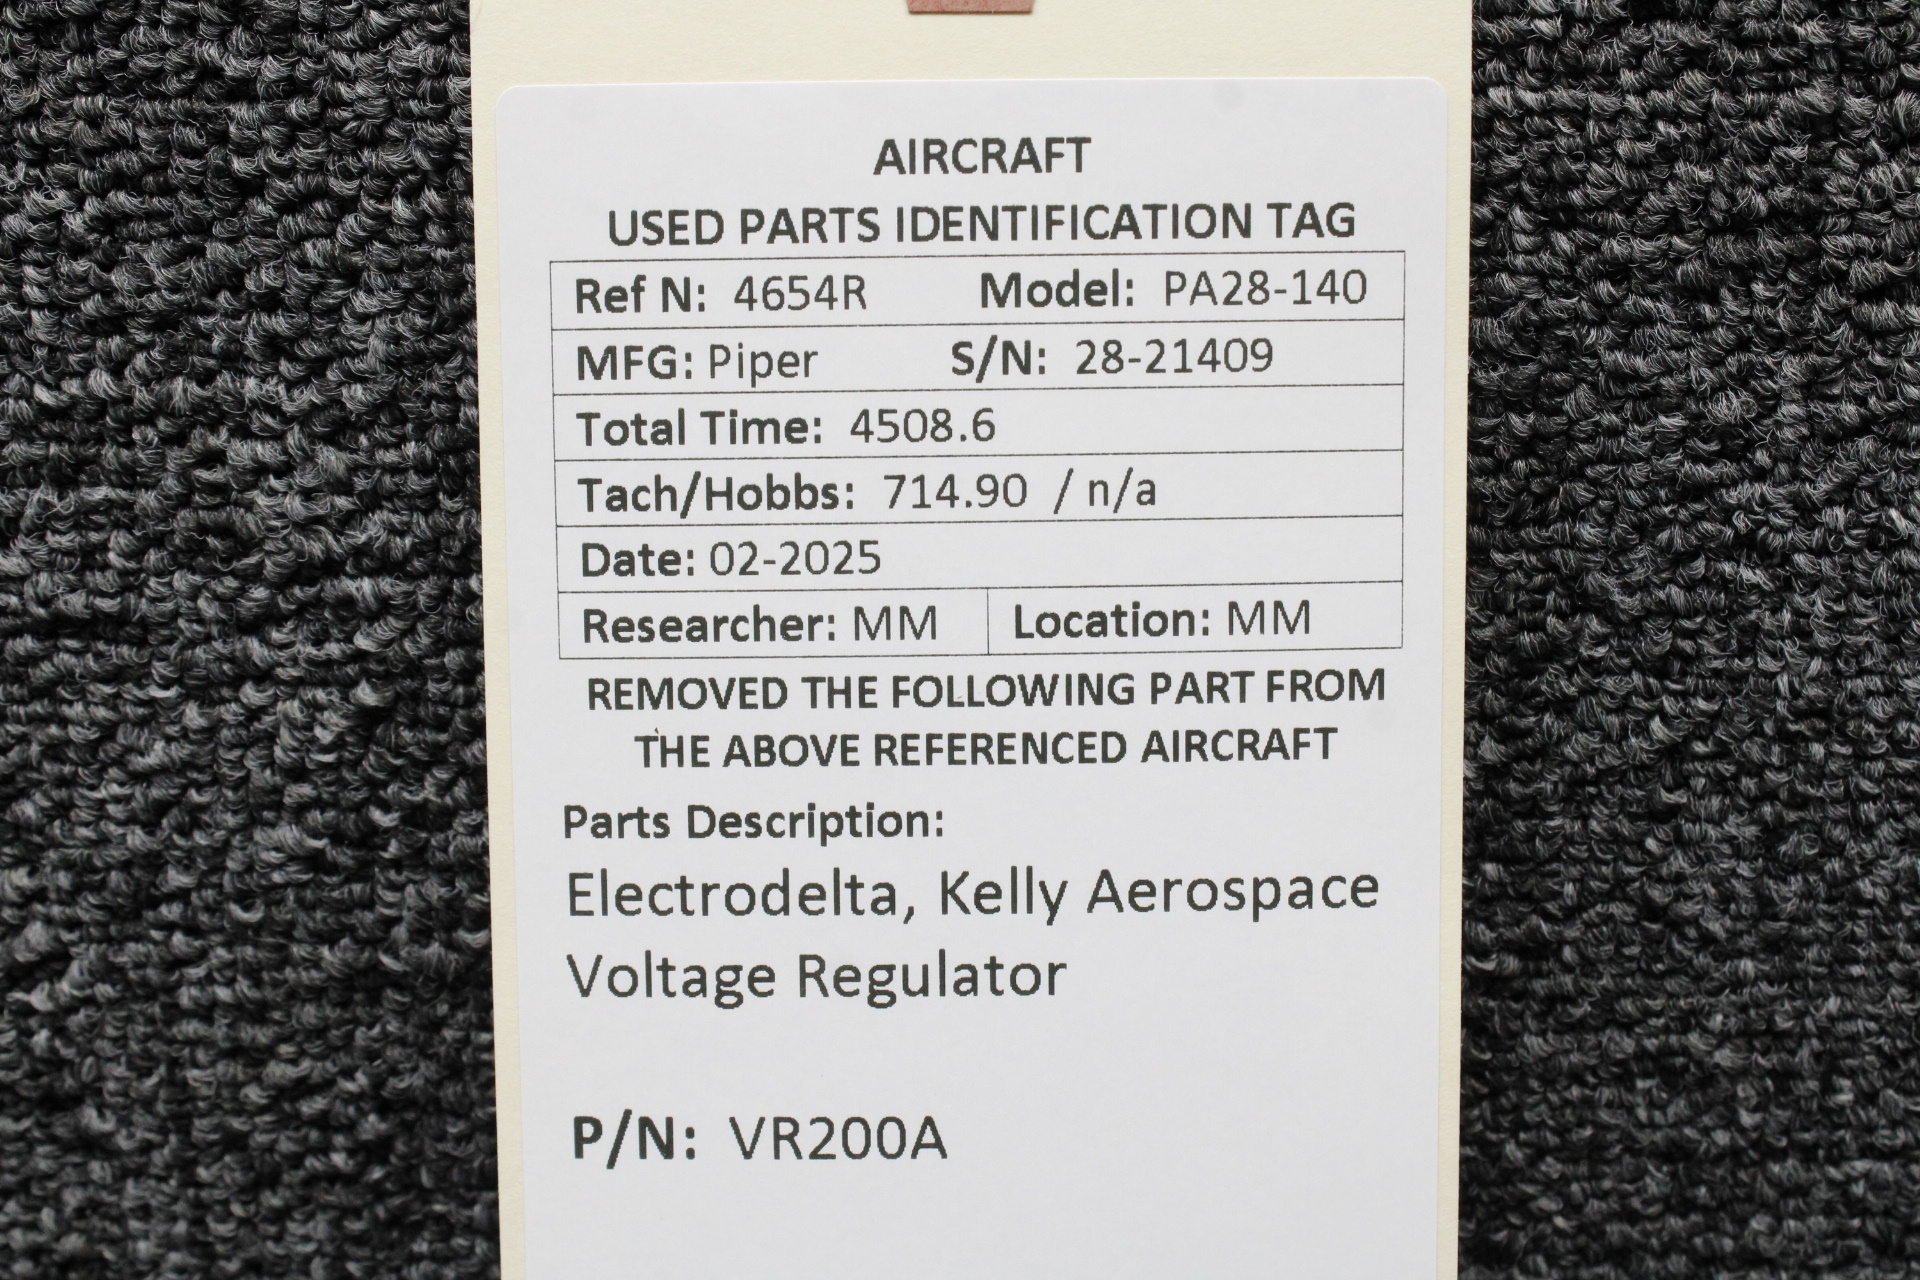 AIRCRAFT
USED PARTS IDENTIFICATION TAG
Ref N: 4654R Model: PA28-140
MFG: Piper S/N: 28-21409
Total Time: 4508.6
Tach/Hobbs: 714.90 / n/a
Date: 02-2025
Researcher: MM Location: MM
REMOVED THE FOLLOWING PART FROM
THE ABOVE REFERENCED AIRCRAFT
Parts Description:
Electrodelta, Kelly Aerospace
Voltage Regulator
P/N: VR200A